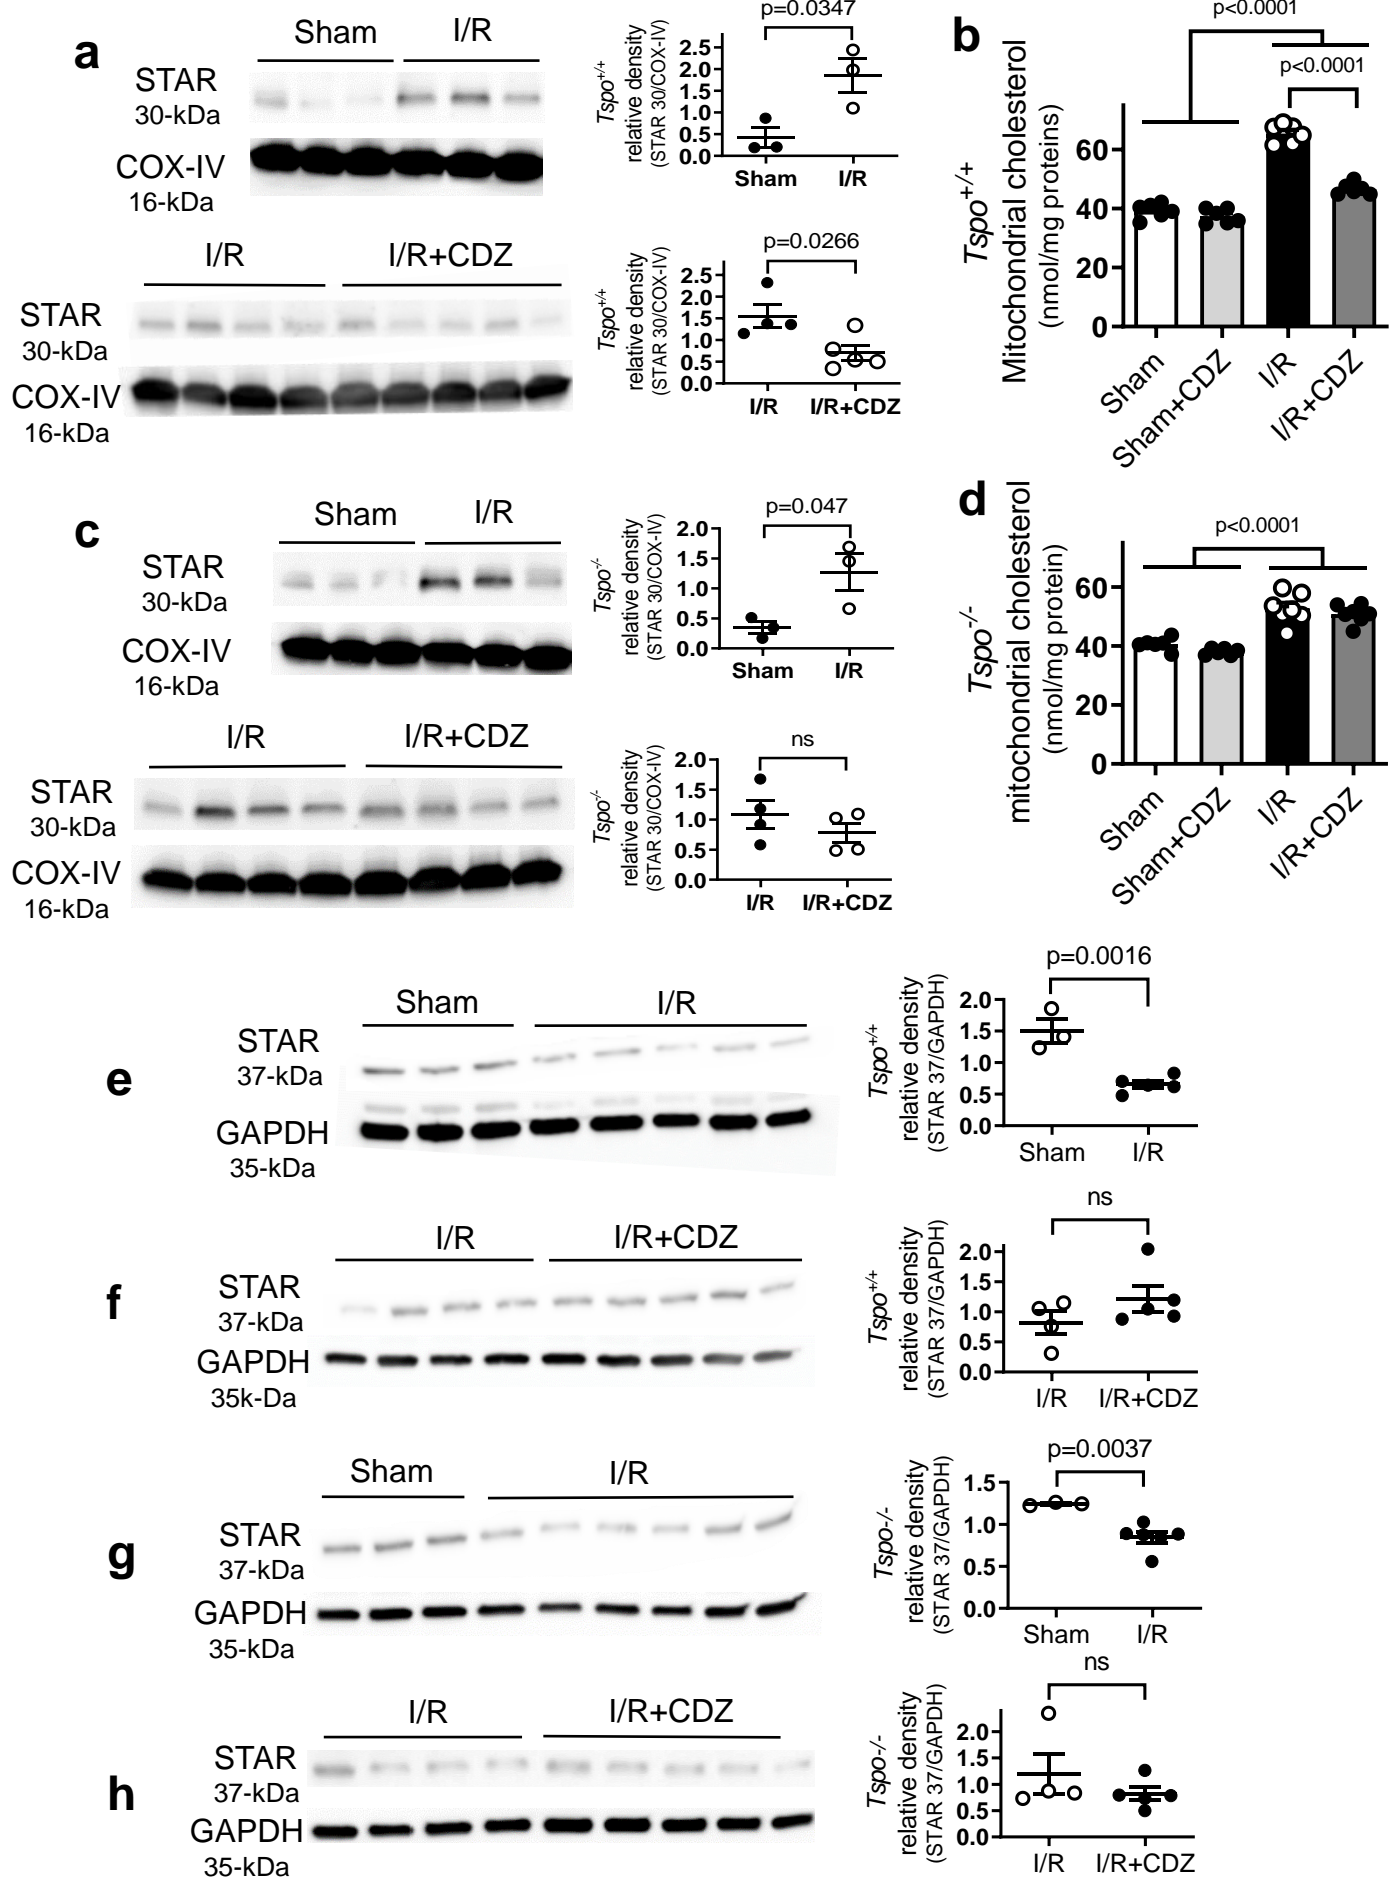 a
Sham I/R
STAR
30-kDa
COX-IV
16-kDa
p=0.0347
Tspo+/+
relative density
(STAR 30/COX-IV)
2.5
2.0
1.5
1.0
0.5
0.0
Sham I/R
I/R I/R+CDZ
STAR
30-kDa
COX-IV
16-kDa
p=0.0266
Tspo+/+
relative density
(STAR 30/COX-IV)
2.5
2.0
1.5
1.0
0.5
0.0
I/R I/R+CDZ
b
p<0.0001
p<0.0001
Tspo+/+
Mitochondrial cholesterol
(nmol/mg proteins)
60
40
20
0
Sham
Sham+CDZ
I/R
I/R+CDZ
c
Sham I/R
STAR
30-kDa
COX-IV
16-kDa
p=0.047
Tspo-/-
relative density
(STAR 30/COX-IV)
2.0
1.5
1.0
0.5
0.0
Sham I/R
I/R I/R+CDZ
STAR
30-kDa
COX-IV
16-kDa
ns
Tspo-/-
relative density
(STAR 30/COX-IV)
2.0
1.5
1.0
0.5
0.0
I/R I/R+CDZ
d
p<0.0001
Tspo-/-
mitochondrial cholesterol
(nmol/mg protein)
60
40
20
0
Sham
Sham+CDZ
I/R
I/R+CDZ
e
Sham I/R
STAR
37-kDa
GAPDH
35-kDa
p=0.0016
Tspo+/+
relative density
(STAR 37/GAPDH)
2.0
1.5
1.0
0.5
0.0
Sham I/R
f
I/R I/R+CDZ
STAR
37-kDa
GAPDH
35k-Da
ns
Tspo+/+
relative density
(STAR 37/GAPDH)
2.0
1.5
1.0
0.5
0.0
I/R I/R+CDZ
g
Sham I/R
STAR
37-kDa
GAPDH
35-kDa
p=0.0037
Tspo-/-
relative density
(STAR 37/GAPDH)
1.5
1.0
0.5
0.0
Sham I/R
h
I/R I/R+CDZ
STAR
37-kDa
GAPDH
35-kDa
ns
Tspo-/-
relative density
(STAR 37/GAPDH)
2.0
1.5
1.0
0.5
0.0
I/R I/R+CDZ